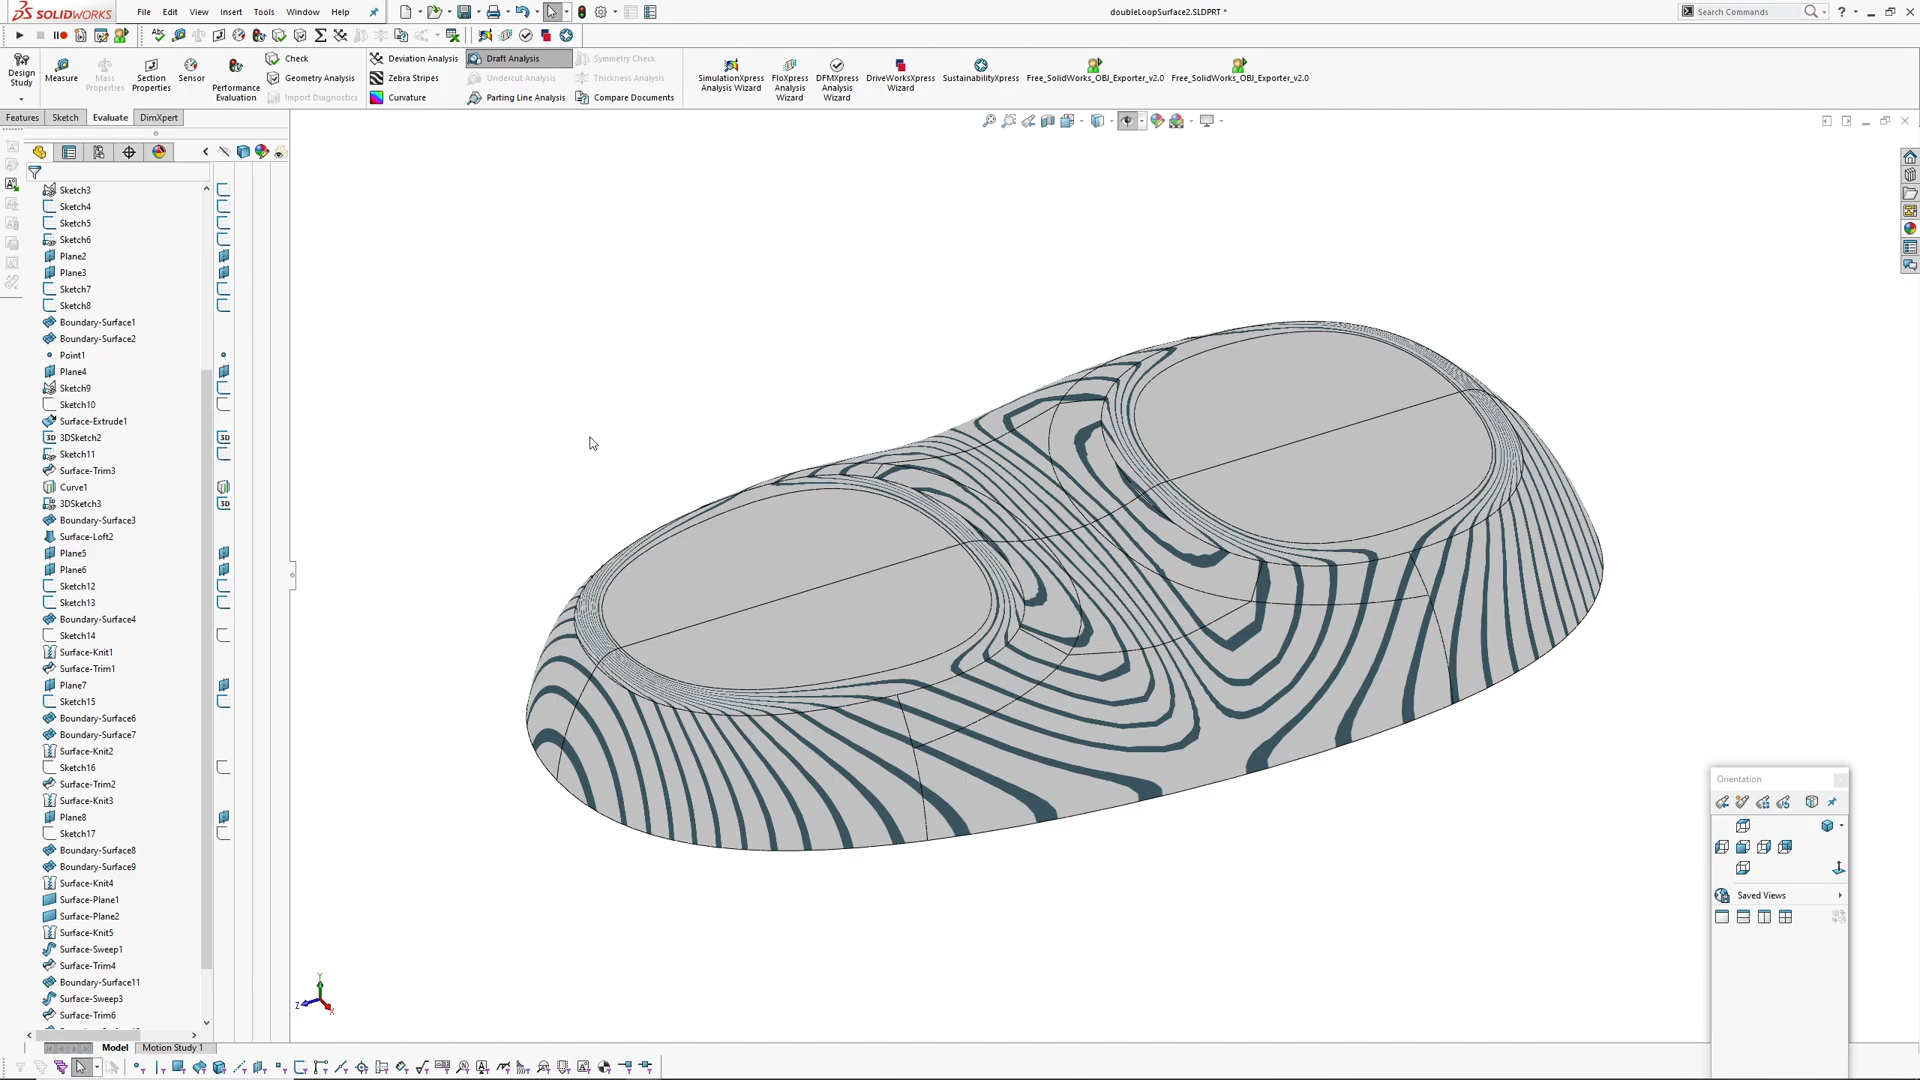 SOLIDWORKS
File Edit View Insert Tools Window Help
doubleLoopSurface2.SLDPRT *
Search Commands
Design Study
Measure
Mass Properties
Section Properties
Sensor
Performance Evaluation
Check
Geometry Analysis
Import Diagnostics
Deviation Analysis
Zebra Stripes
Curvature
Draft Analysis
Undercut Analysis
Parting Line Analysis
Symmetry Check
Thickness Analysis
Compare Documents
SimulationXpress Analysis Wizard
FloXpress Analysis Wizard
DFMXpress Analysis Wizard
DriveWorksXpress Wizard
SustainabilityXpress
Free_SolidWorks_OBJ_Exporter_v2.0
Free_SolidWorks_OBJ_Exporter_v2.0
Features Sketch Evaluate DimXpert
Sketch3
Sketch4
Sketch5
Sketch6
Plane2
Plane3
Sketch7
Sketch8
Boundary-Surface1
Boundary-Surface2
Point1
Plane4
Sketch9
Sketch10
Surface-Extrude1
3D 3DSketch2 3D
Sketch11
Surface-Trim3
Curve1
3DSketch3 3D
Boundary-Surface3
Surface-Loft2
Plane5
Plane6
Sketch12
Sketch13
Boundary-Surface4
Sketch14
Surface-Knit1
Surface-Trim1
Plane7
Sketch15
Boundary-Surface6
Boundary-Surface7
Surface-Knit2
Sketch16
Surface-Trim2
Surface-Knit3
Plane8
Sketch17
Boundary-Surface8
Boundary-Surface9
Surface-Knit4
Surface-Plane1
Surface-Plane2
Surface-Knit5
Surface-Sweep1
Surface-Trim4
Boundary-Surface11
Surface-Sweep3
Surface-Trim6
Y
Z
X
Orientation
Saved Views
Model Motion Study 1